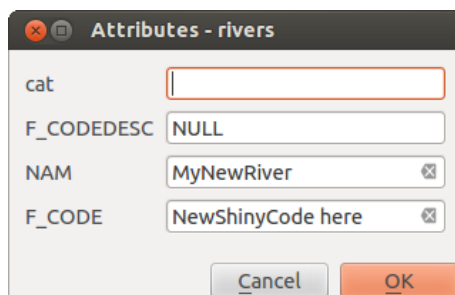 Attributes - rivers
cat
F_CODEDESC NULL
NAM MyNewRiver
F_CODE NewShinyCode here
Cancel OK